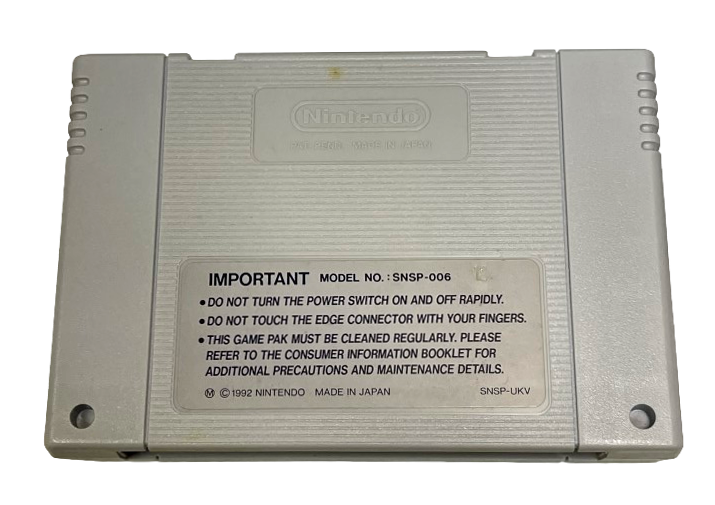 Nintendo
PAT. PEND. MADE IN JAPAN
IMPORTANT MODEL NO. : SNSP-006
● DO NOT TURN THE POWER SWITCH ON AND OFF RAPIDLY.
● DO NOT TOUCH THE EDGE CONNECTOR WITH YOUR FINGERS.
● THIS GAME PAK MUST BE CLEANED REGULARLY. PLEASE
REFER TO THE CONSUMER INFORMATION BOOKLET FOR
ADDITIONAL PRECAUTIONS AND MAINTENANCE DETAILS.
Ⓜ © 1992 NINTENDO MADE IN JAPAN SNSP-UKV